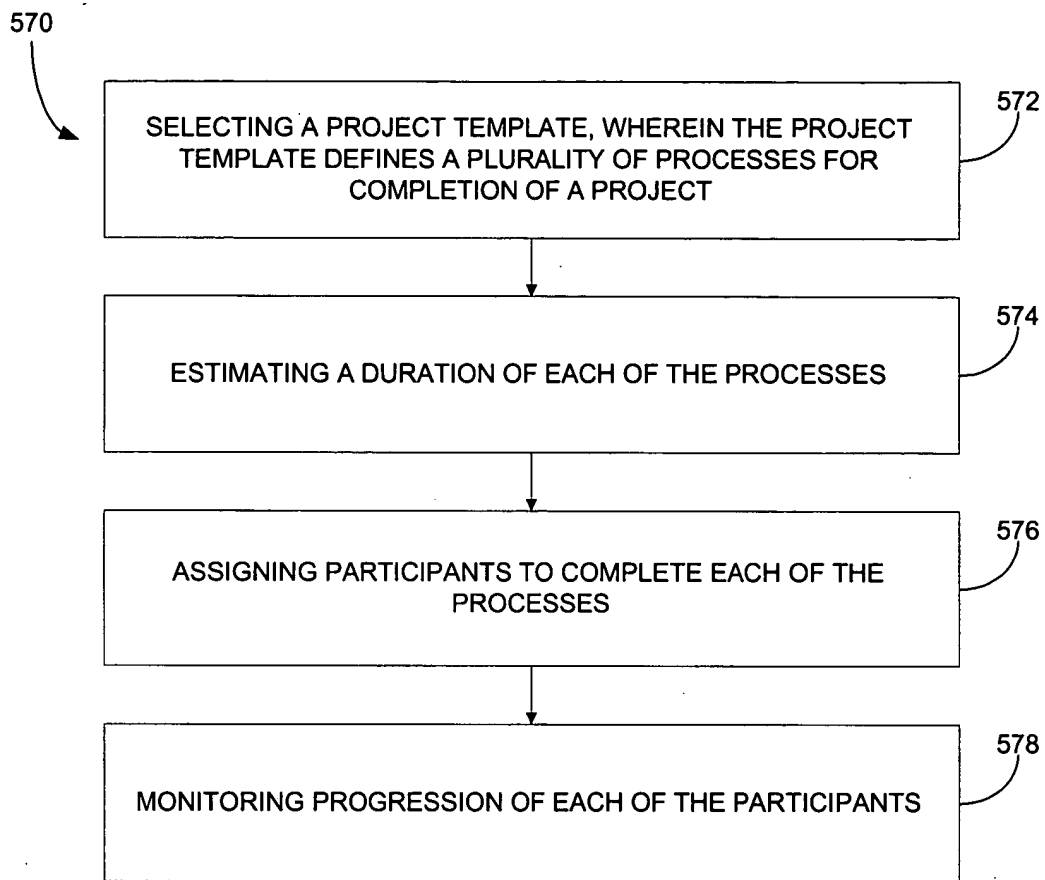 570
572
SELECTING A PROJECT TEMPLATE, WHEREIN THE PROJECT
TEMPLATE DEFINES A PLURALITY OF PROCESSES FOR
COMPLETION OF A PROJECT
574
ESTIMATING A DURATION OF EACH OF THE PROCESSES
576
ASSIGNING PARTICIPANTS TO COMPLETE EACH OF THE
PROCESSES
578
MONITORING PROGRESSION OF EACH OF THE PARTICIPANTS